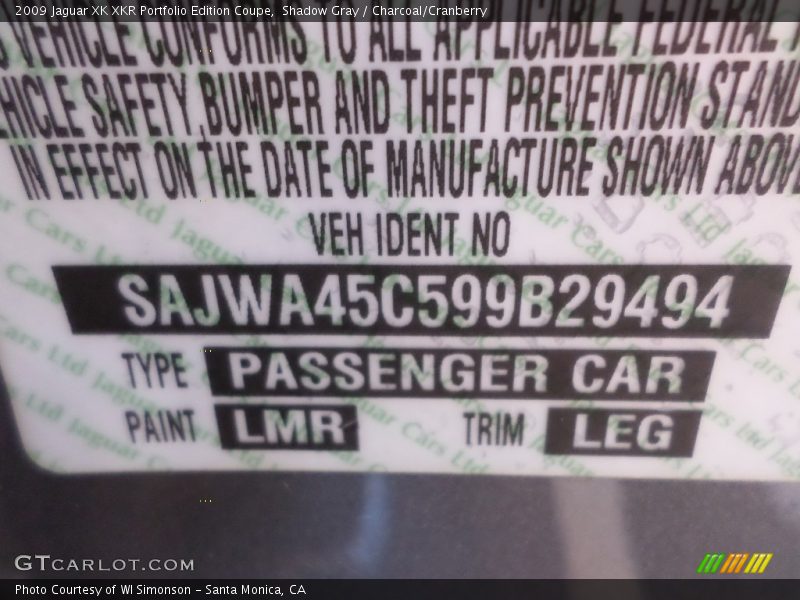 2009 Jaguar XK XKR Portfolio Edition Coupe, Shadow Gray / Charcoal/Cranberry
VEHICLE CONFORMS TO ALL APPLICABLE FEDERAL
VEHICLE SAFETY, BUMPER AND THEFT PREVENTION STAND
IN EFFECT ON THE DATE OF MANUFACTURE SHOWN ABOVE
VEH IDENT NO
SAJWA45C599B29494
TYPE PASSENGER CAR
PAINT LMR TRIM LEG
GTCARLOT.COM
Photo Courtesy of WI Simonson - Santa Monica, CA